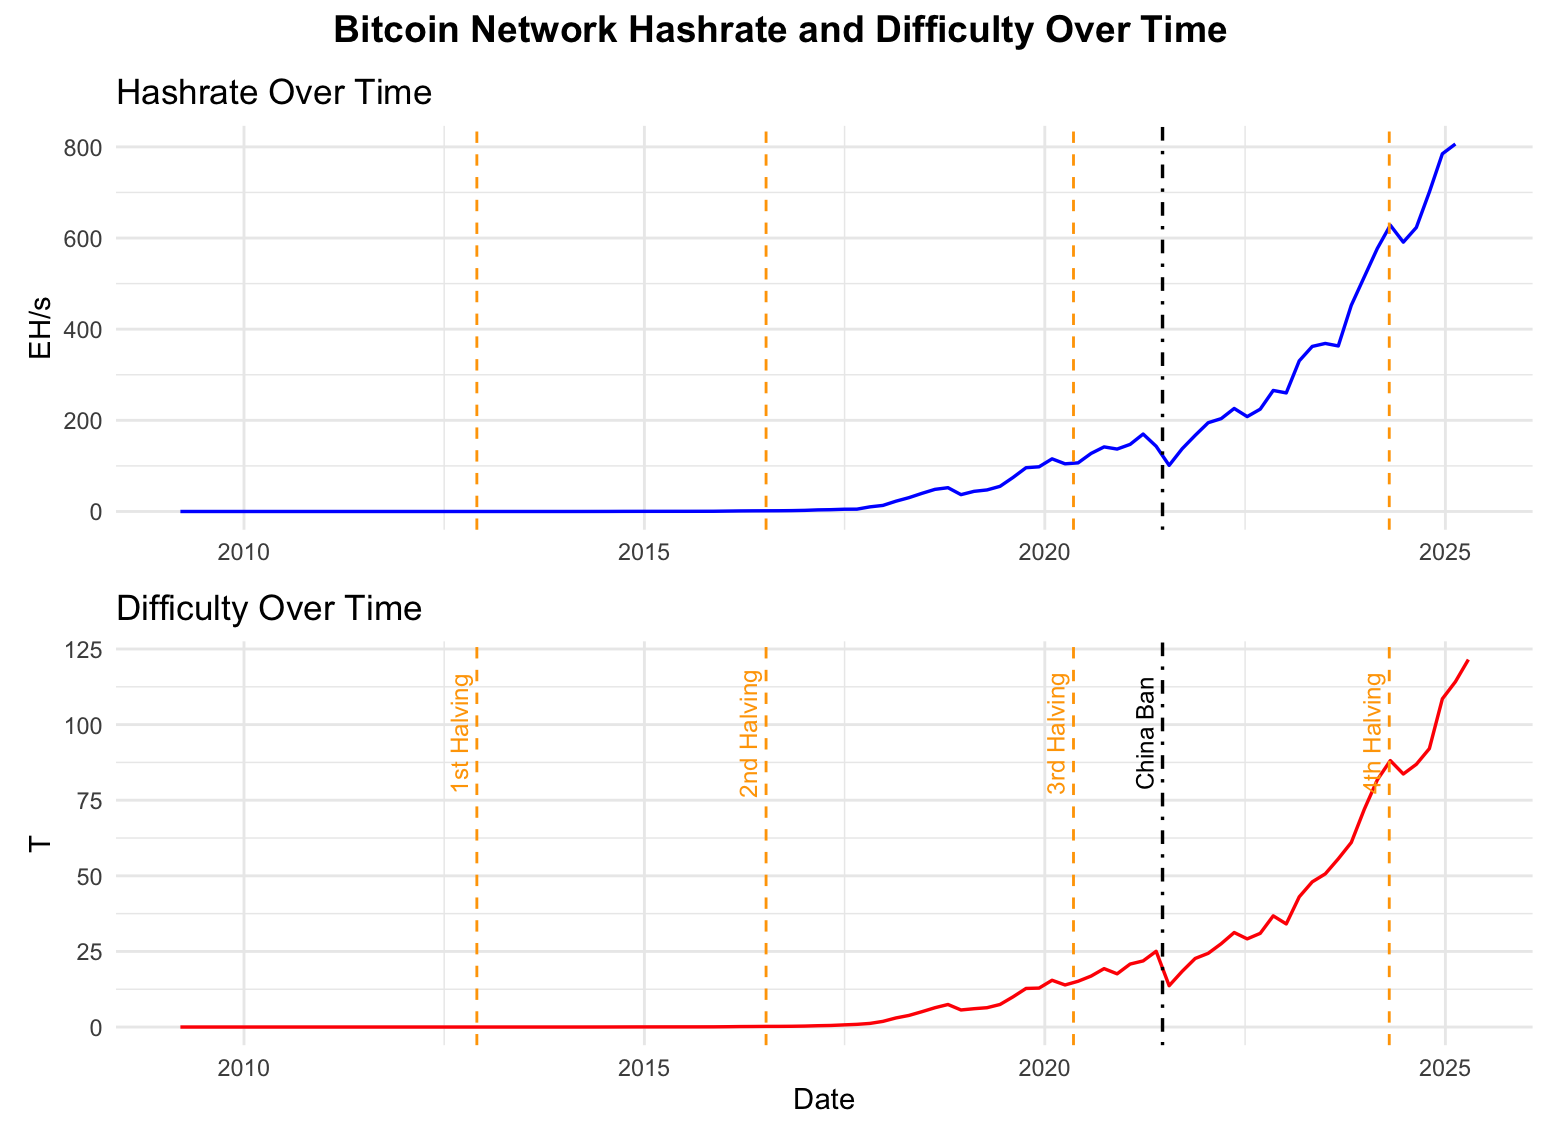 Bitcoin Network Hashrate and Difficulty Over Time
Hashrate Over Time
800
600
400
200
0
EH/s
2010 2015 2020 2025
Difficulty Over Time
125
100
75
50
25
0
T
1st Halving
2nd Halving
3rd Halving
China Ban
4th Halving
2010 2015 2020 2025
Date